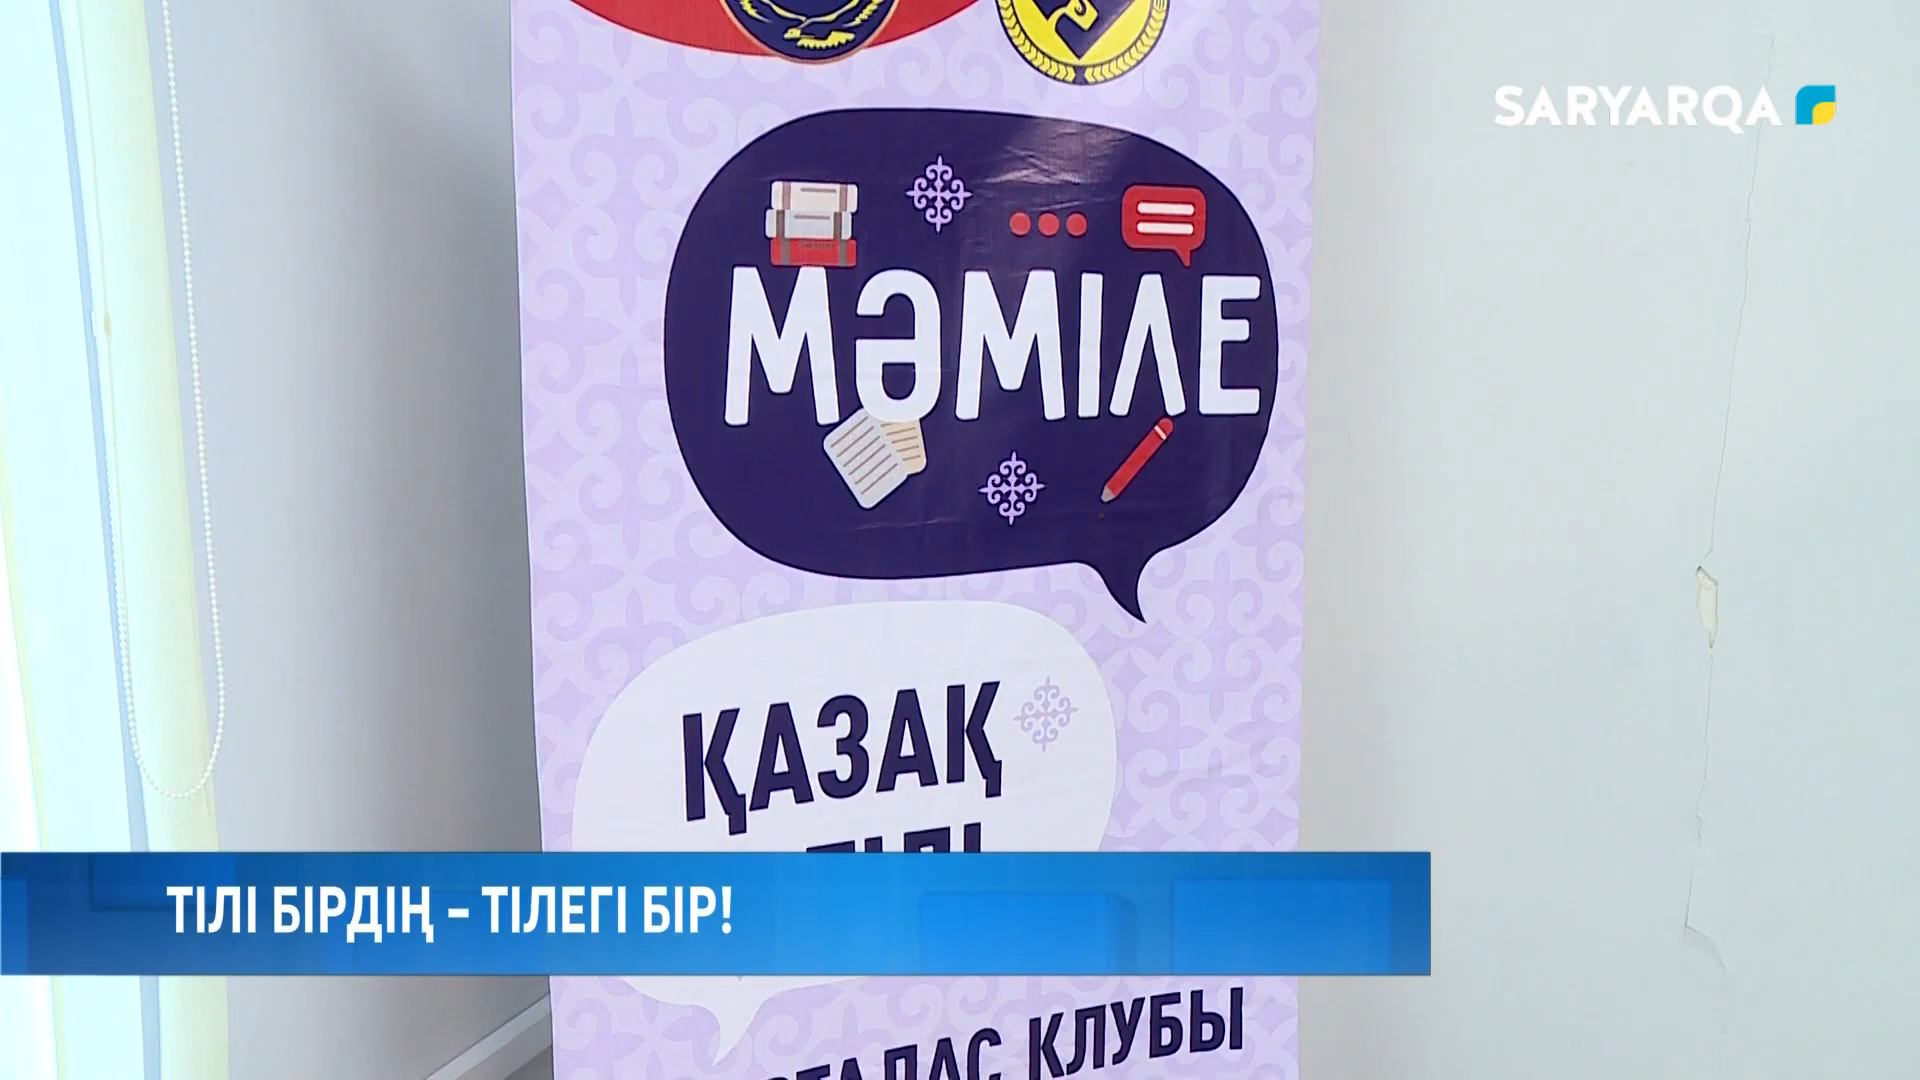 SARYARQA
МӘМІЛЕ
ҚАЗАҚ
ТІЛІ БІРДІҢ – ТІЛЕГІ БІР!
КЛУБЫ